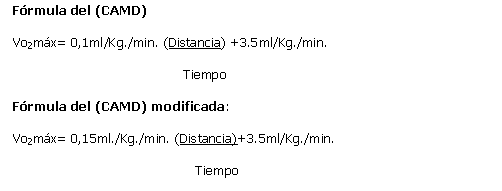 Fórmula del (CAMD)
Vo₂máx= 0,1ml/Kg./min. (Distancia) +3.5ml/Kg./min.
Tiempo
Fórmula del (CAMD) modificada:
Vo₂máx= 0,15ml./Kg./min. (Distancia)+3.5ml/Kg./min.
Tiempo